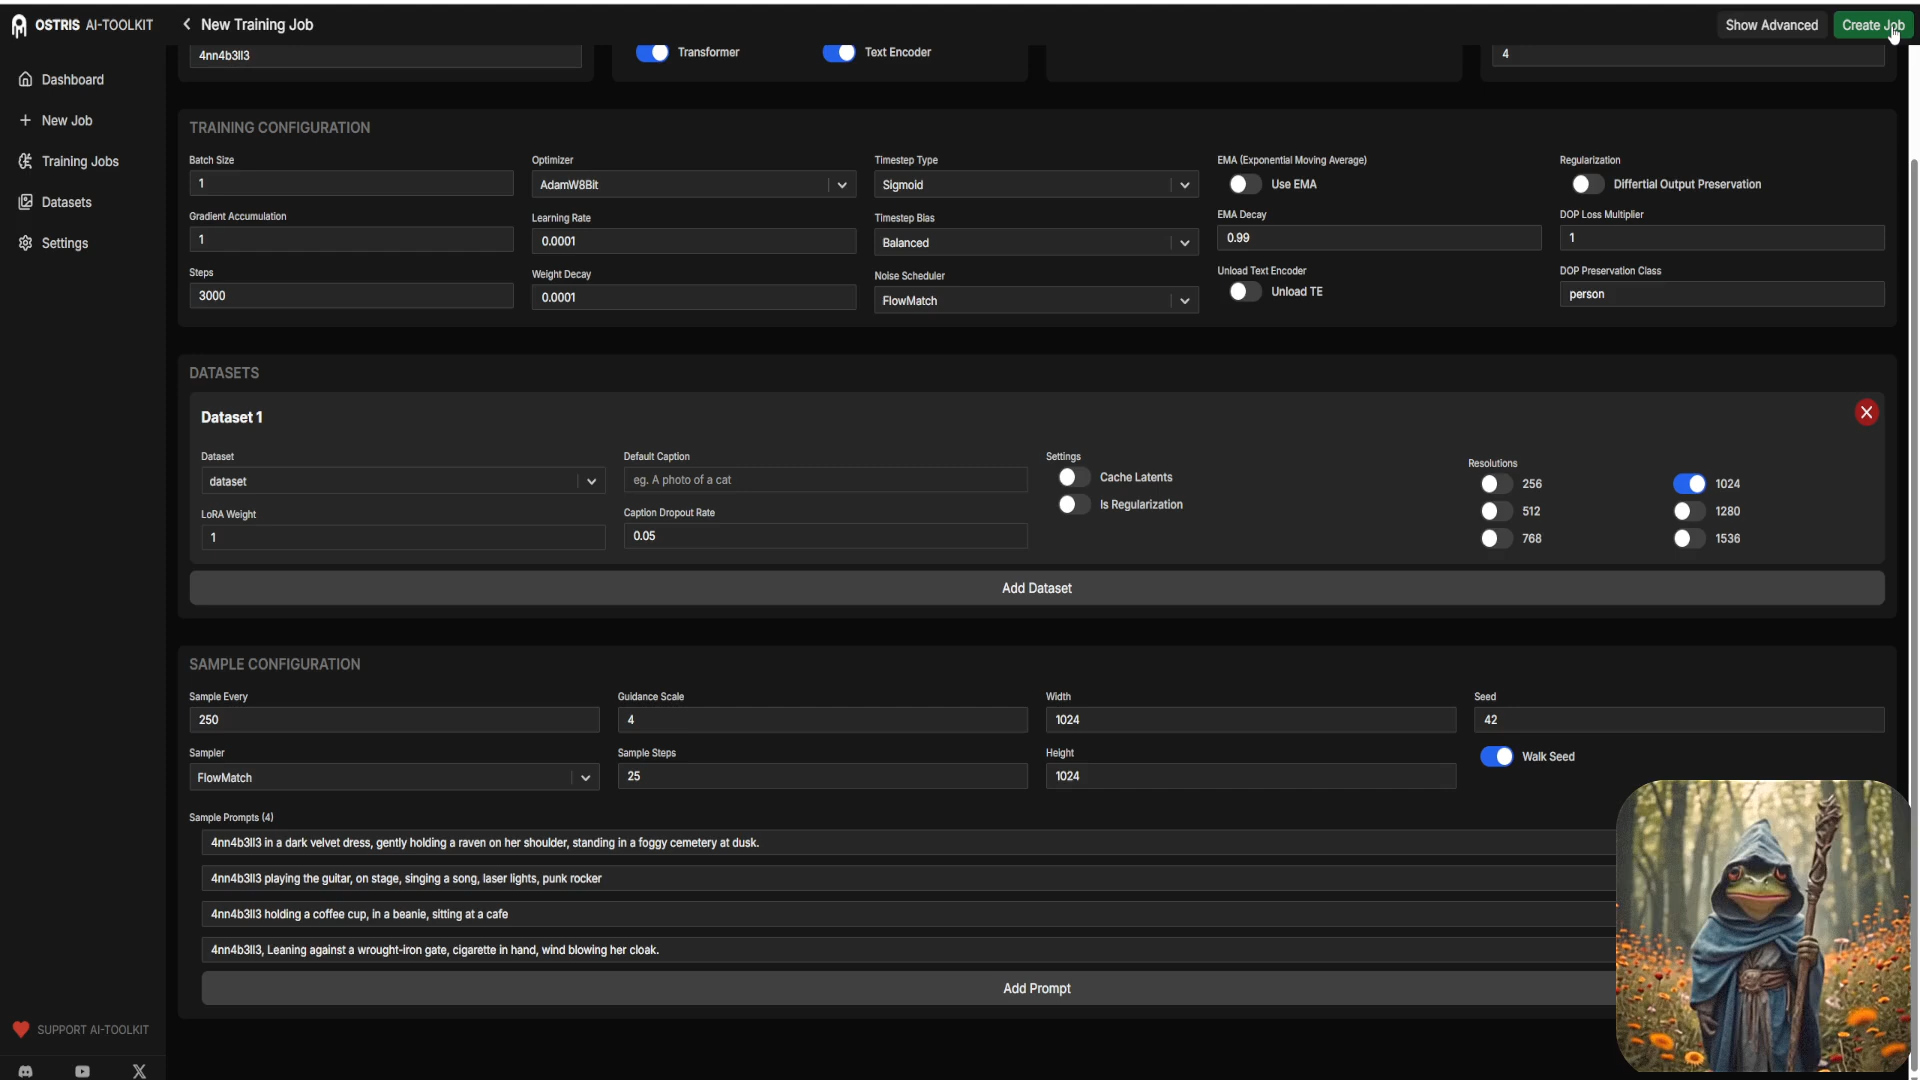 OSTRIS AI-TOOLKIT
New Training Job
Show Advanced
Create Job
Dashboard
New Job
Training Jobs
Datasets
Settings
4nn4b3ll3
Transformer
Text Encoder
4
TRAINING CONFIGURATION
Batch Size
1
Gradient Accumulation
1
Steps
3000
Optimizer
AdamW8Bit
Learning Rate
0.0001
Weight Decay
0.0001
Timestep Type
Sigmoid
Timestep Bias
Balanced
Noise Scheduler
FlowMatch
EMA (Exponential Moving Average)
Use EMA
EMA Decay
0.99
Unload Text Encoder
Unload TE
Regularization
Differtial Output Preservation
DOP Loss Multiplier
1
DOP Preservation Class
person
DATASETS
Dataset 1
Dataset
dataset
LoRA Weight
1
Default Caption
eg. A photo of a cat
Caption Dropout Rate
0.05
Settings
Cache Latents
Is Regularization
Resolutions
256
512
768
1024
1280
1536
Add Dataset
SAMPLE CONFIGURATION
Sample Every
250
Sampler
FlowMatch
Guidance Scale
4
Sample Steps
25
Width
1024
Height
1024
Seed
42
Walk Seed
Sample Prompts (4)
4nn4b3ll3 in a dark velvet dress, gently holding a raven on her shoulder, standing in a foggy cemetery at dusk.
4nn4b3ll3 playing the guitar, on stage, singing a song, laser lights, punk rocker
4nn4b3ll3 holding a coffee cup, in a beanie, sitting at a cafe
4nn4b3ll3, Leaning against a wrought-iron gate, cigarette in hand, wind blowing her cloak.
Add Prompt
SUPPORT AI-TOOLKIT